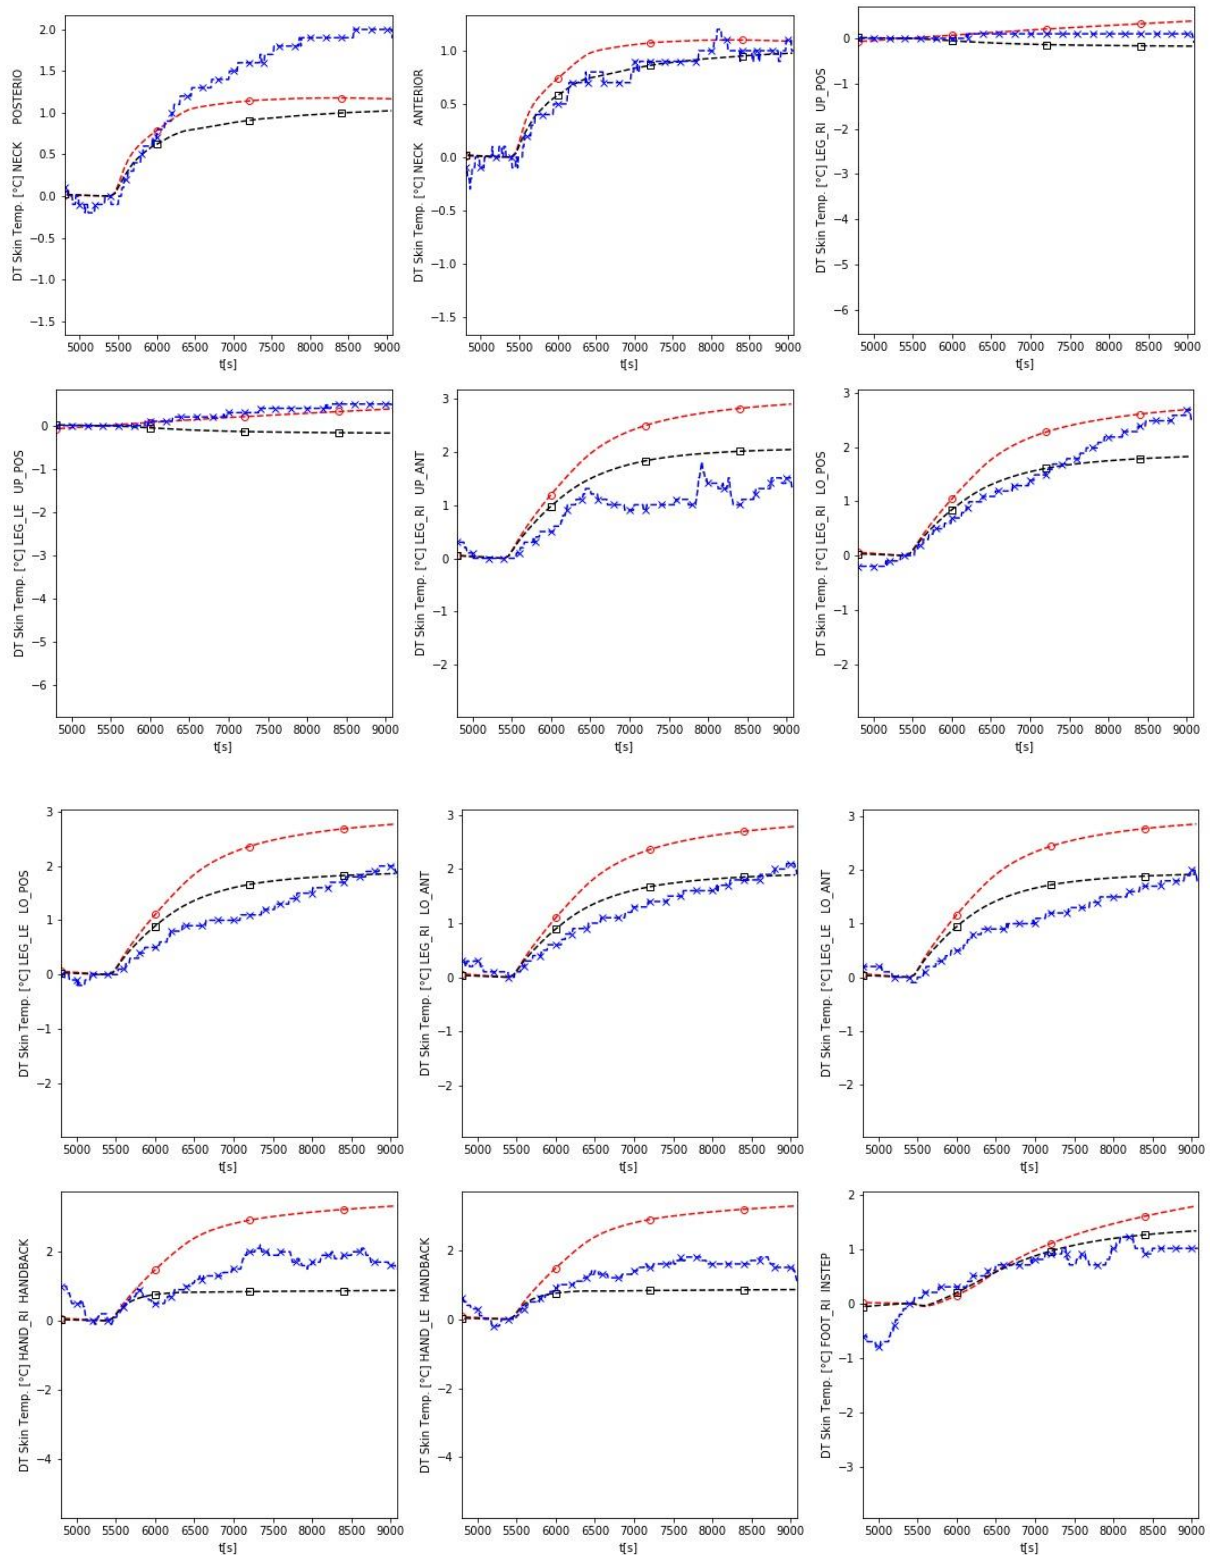 DT Skin Temp. [°C] NECK POSTERIO
2.0
1.5
1.0
0.5
0.0
−0.5
−1.0
−1.5
5000 5500 6000 6500 7000 7500 8000 8500 9000
t[s]
DT Skin Temp. [°C] NECK ANTERIOR
1.0
0.5
0.0
−0.5
−1.0
−1.5
5000 5500 6000 6500 7000 7500 8000 8500 9000
t[s]
DT Skin Temp. [°C] LEG_RI UP_POS
0
−1
−2
−3
−4
−5
−6
5000 5500 6000 6500 7000 7500 8000 8500 9000
t[s]
DT Skin Temp. [°C] LEG_LE UP_POS
0
−1
−2
−3
−4
−5
−6
5000 5500 6000 6500 7000 7500 8000 8500 9000
t[s]
DT Skin Temp. [°C] LEG_RI UP_ANT
3
2
1
0
−1
−2
5000 5500 6000 6500 7000 7500 8000 8500 9000
t[s]
DT Skin Temp. [°C] LEG_RI LO_POS
3
2
1
0
−1
−2
5000 5500 6000 6500 7000 7500 8000 8500 9000
t[s]
DT Skin Temp. [°C] LEG_LE LO_POS
3
2
1
0
−1
−2
5000 5500 6000 6500 7000 7500 8000 8500 9000
t[s]
DT Skin Temp. [°C] LEG_RI LO_ANT
3
2
1
0
−1
−2
5000 5500 6000 6500 7000 7500 8000 8500 9000
t[s]
DT Skin Temp. [°C] LEG_LE LO_ANT
3
2
1
0
−1
−2
5000 5500 6000 6500 7000 7500 8000 8500 9000
t[s]
DT Skin Temp. [°C] HAND_RI HANDBACK
2
0
−2
−4
5000 5500 6000 6500 7000 7500 8000 8500 9000
t[s]
DT Skin Temp. [°C] HAND_LE HANDBACK
2
0
−2
−4
5000 5500 6000 6500 7000 7500 8000 8500 9000
t[s]
DT Skin Temp. [°C] FOOT_RI INSTEP
2
1
0
−1
−2
−3
5000 5500 6000 6500 7000 7500 8000 8500 9000
t[s]